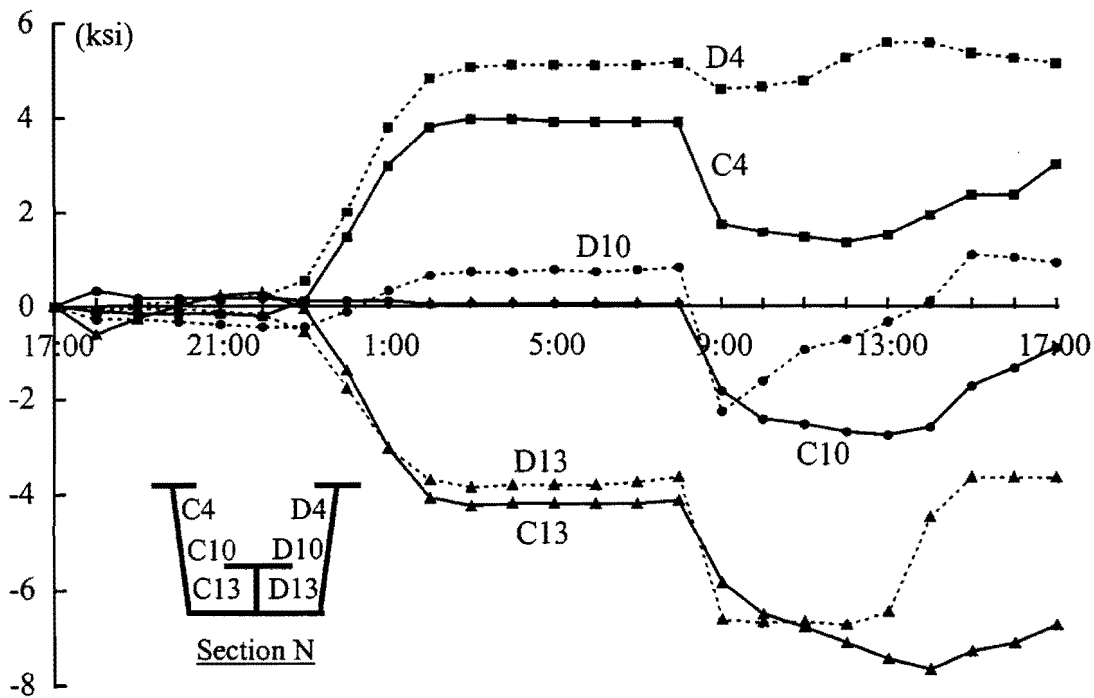 6
(ksi)
D4
4
C4
2
D10
0
17:00 21:00 1:00 5:00 9:00 13:00 17:00
-2
C10
D13
-4
C13
C4 D4
C10 D10
C13 D13
-6
Section N
-8